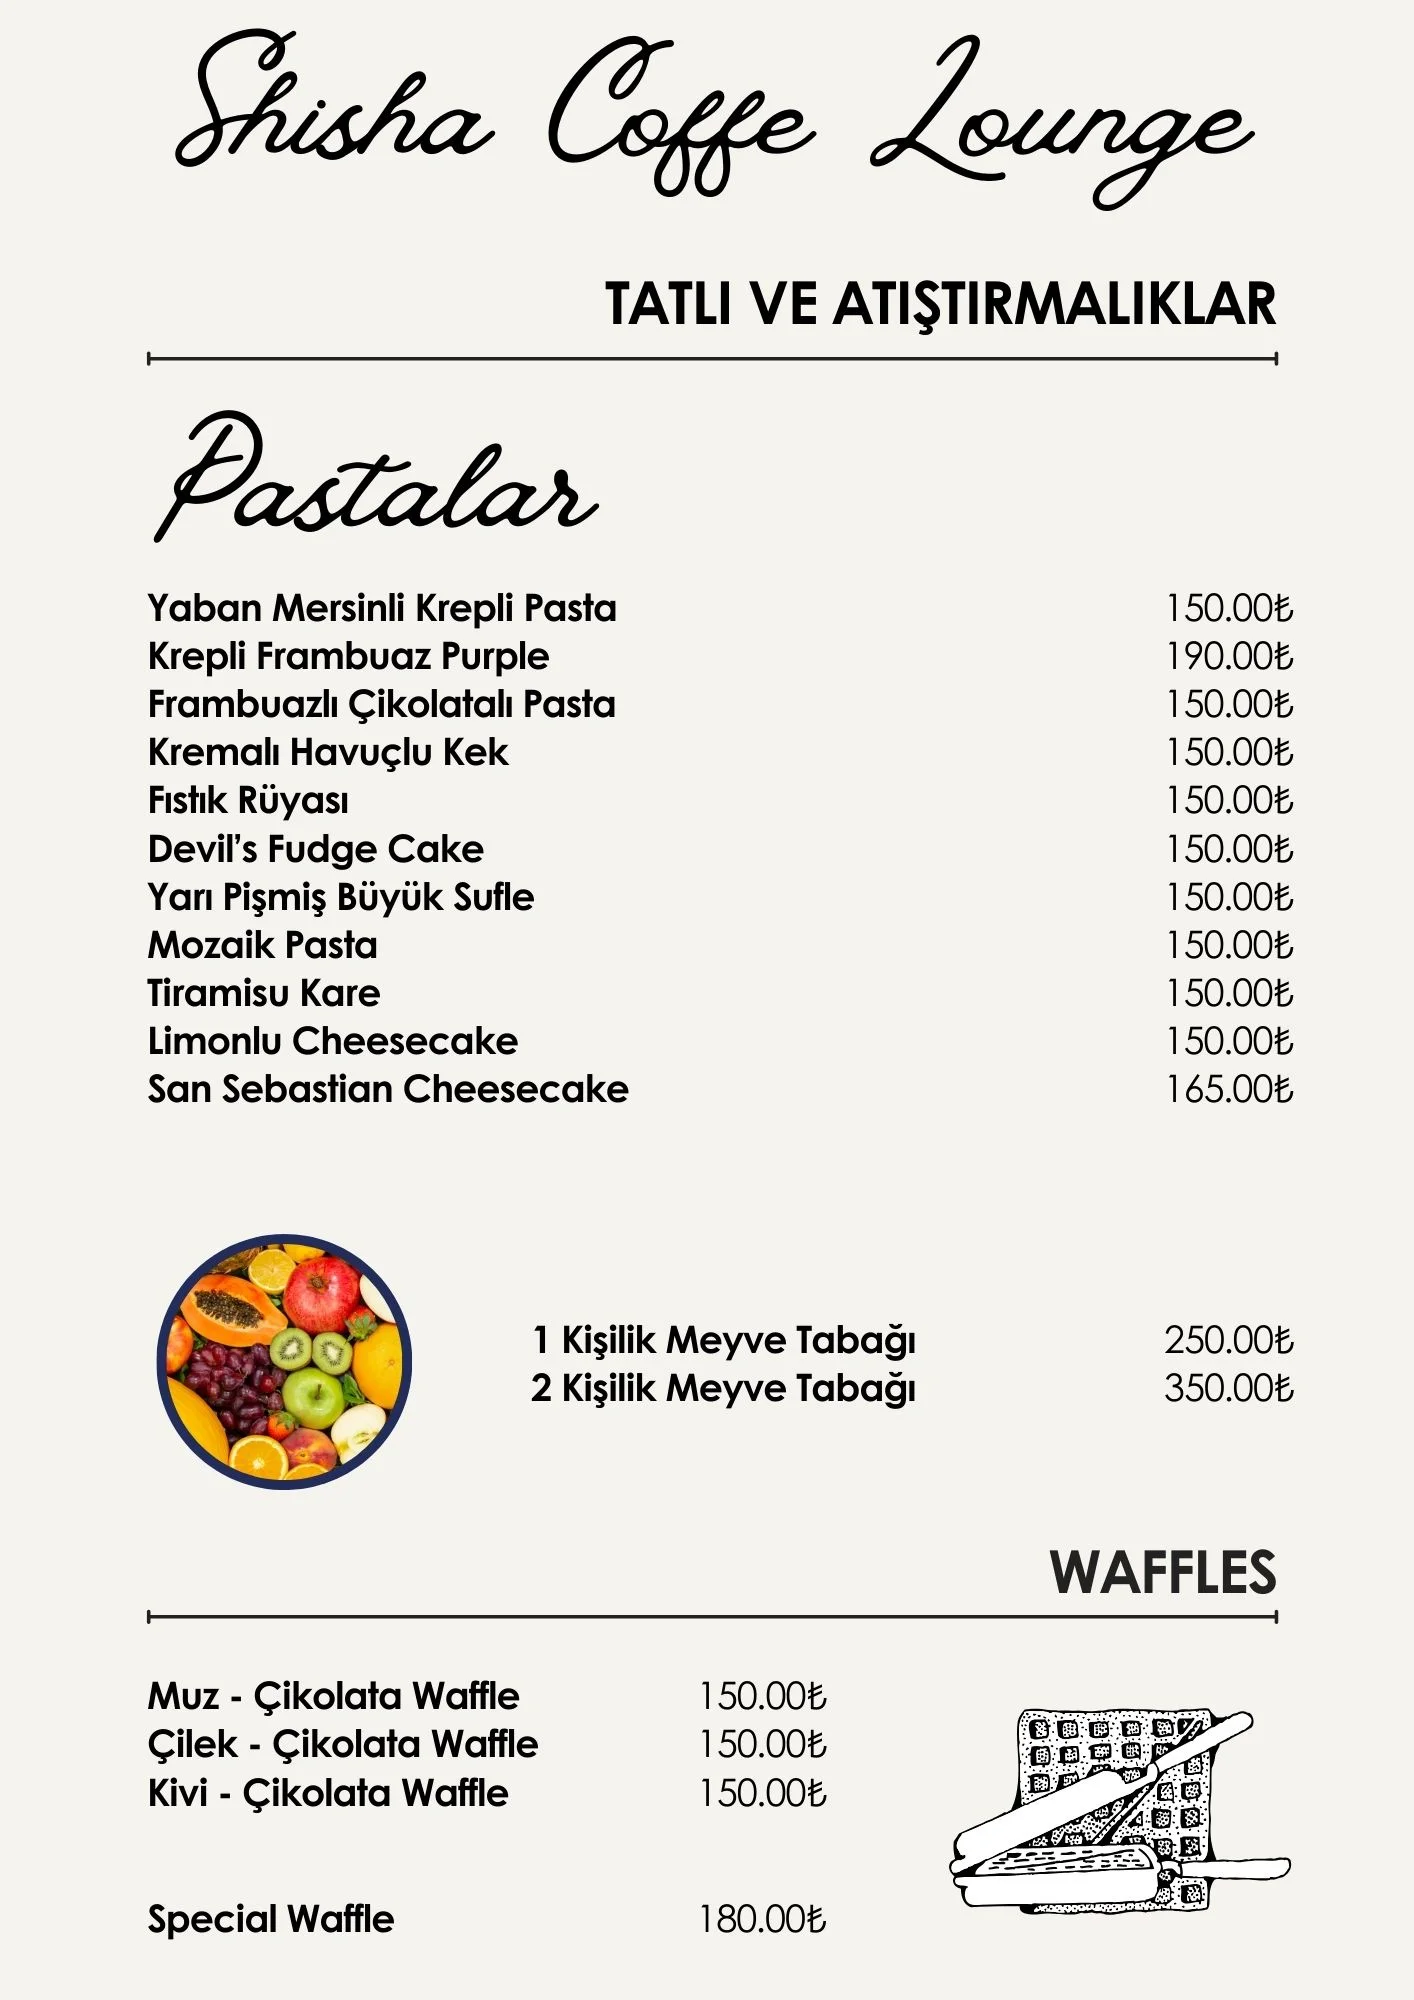 Shisha Coffe Lounge
TATLI VE ATIŞTIRMALIKLAR
Pastalar
Yaban Mersinli Krepli Pasta 150.00₺
Krepli Frambuaz Purple 190.00₺
Frambuazlı Çikolatalı Pasta 150.00₺
Kremalı Havuçlu Kek 150.00₺
Fıstık Rüyası 150.00₺
Devil’s Fudge Cake 150.00₺
Yarı Pişmiş Büyük Sufle 150.00₺
Mozaik Pasta 150.00₺
Tiramisu Kare 150.00₺
Limonlu Cheesecake 150.00₺
San Sebastian Cheesecake 165.00₺
1 Kişilik Meyve Tabağı 250.00₺
2 Kişilik Meyve Tabağı 350.00₺
WAFFLES
Muz - Çikolata Waffle 150.00₺
Çilek - Çikolata Waffle 150.00₺
Kivi - Çikolata Waffle 150.00₺
Special Waffle 180.00₺